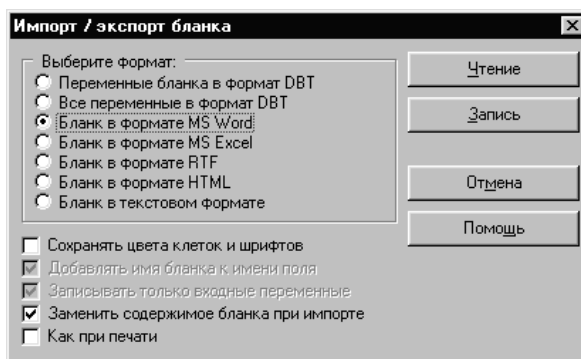 Импорт / экспорт бланка
Выберите формат:
Переменные бланка в формат DBT
Все переменные в формат DBT
Бланк в формате MS Word
Бланк в формате MS Excel
Бланк в формате RTF
Бланк в формате HTML
Бланк в текстовом формате
Чтение
Запись
Отмена
Помощь
Сохранять цвета клеток и шрифтов
Добавлять имя бланка к имени поля
Записывать только входные переменные
Заменить содержимое бланка при импорте
Как при печати